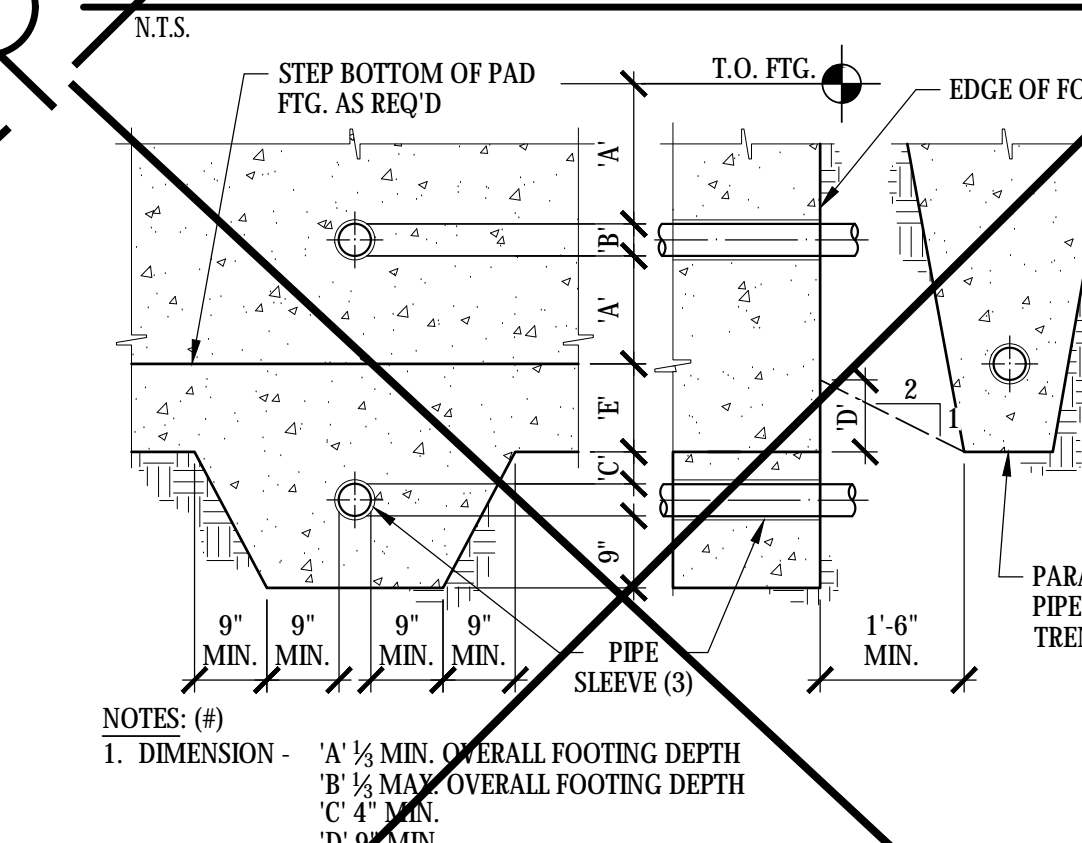 N.T.S.
STEP BOTTOM OF PAD
FTG. AS REQ'D
T.O. FTG.
EDGE OF FO
'A'
'B'
'A'
'E'
'C'
9"
'D'
2
1
9"
MIN.
9"
MIN.
9"
MIN.
9"
MIN.
PIPE
SLEEVE (3)
1'-6"
MIN.
PARA
PIPE
TREN
NOTES: (#)
1. DIMENSION - 'A' ⅓ MIN. OVERALL FOOTING DEPTH
'B' ⅓ MAX. OVERALL FOOTING DEPTH
'C' 4" MIN.
'D' 9" MIN.